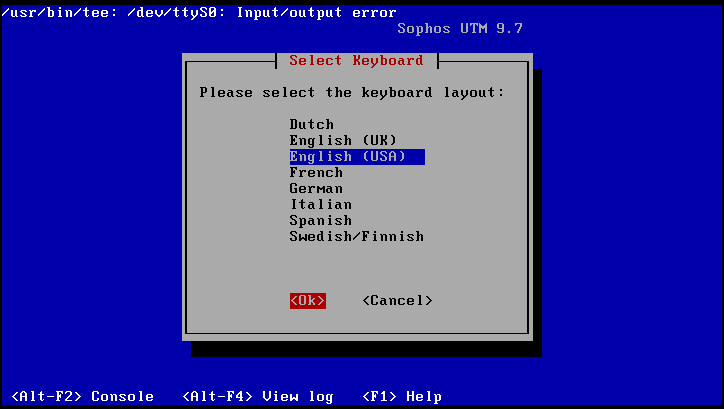 /usr/bin/tee: /dev/ttyS0: Input/output error
Sophos UTM 9.7
Select Keyboard
Please select the keyboard layout:
Dutch
English (UK)
English (USA)
French
German
Italian
Spanish
Swedish/Finnish
<Ok> <Cancel>
<Alt-F2> Console <Alt-F4> View log <F1> Help